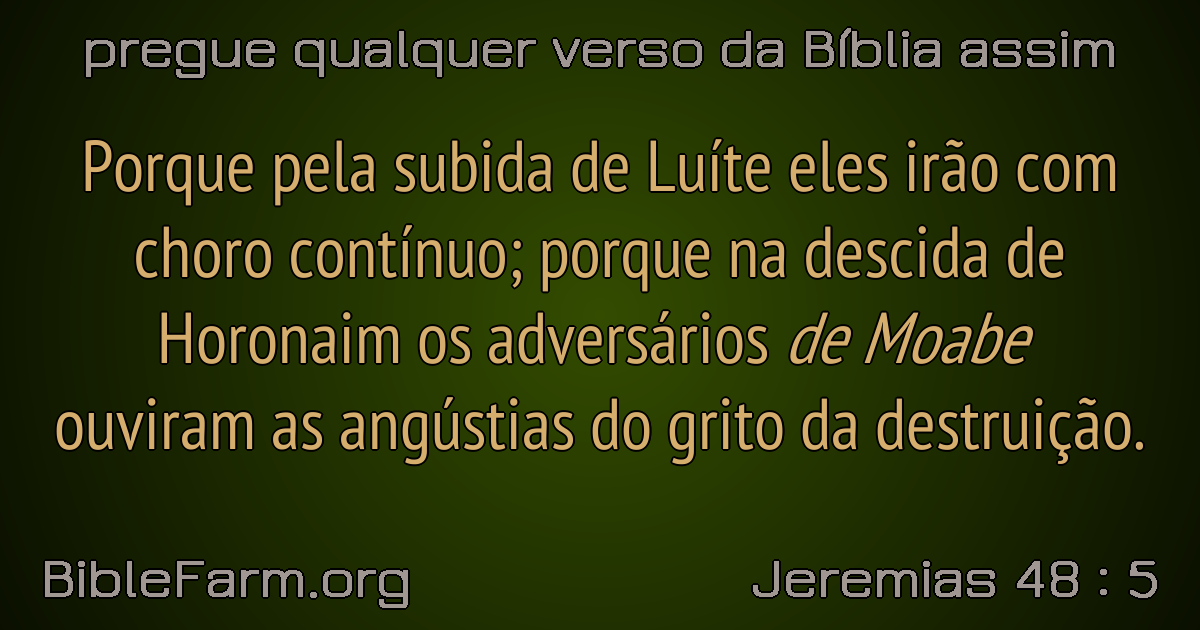 pregue qualquer verso da Bíblia assim
Porque pela subida de Luíte eles irão com
choro contínuo; porque na descida de
Horonaim os adversários de Moabe
ouviram as angústias do grito da destruição.
BibleFarm.org
Jeremias 48 : 5